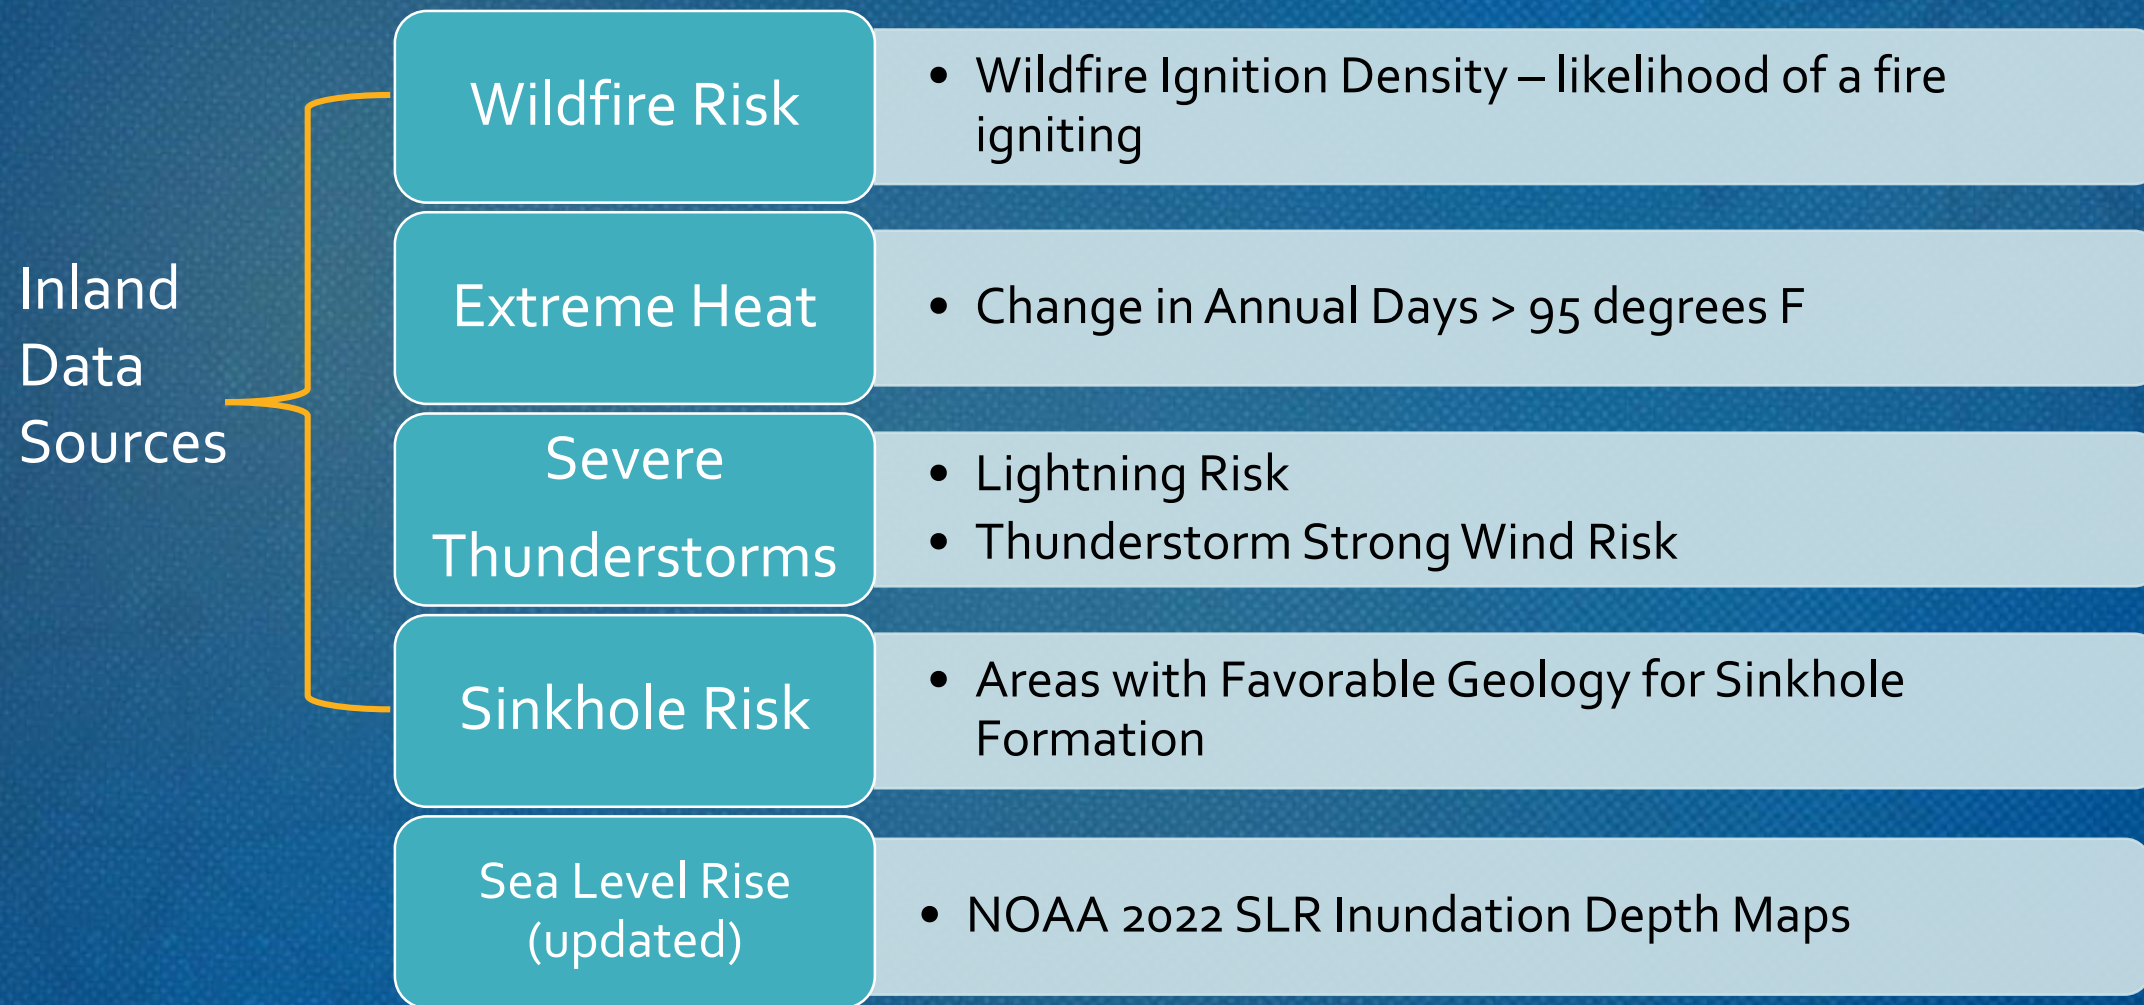 Inland
Data
Sources
Wildfire Risk
• Wildfire Ignition Density – likelihood of a fire
igniting
Extreme Heat
• Change in Annual Days > 95 degrees F
Severe
Thunderstorms
• Lightning Risk
• Thunderstorm Strong Wind Risk
Sinkhole Risk
• Areas with Favorable Geology for Sinkhole
Formation
Sea Level Rise
(updated)
• NOAA 2022 SLR Inundation Depth Maps